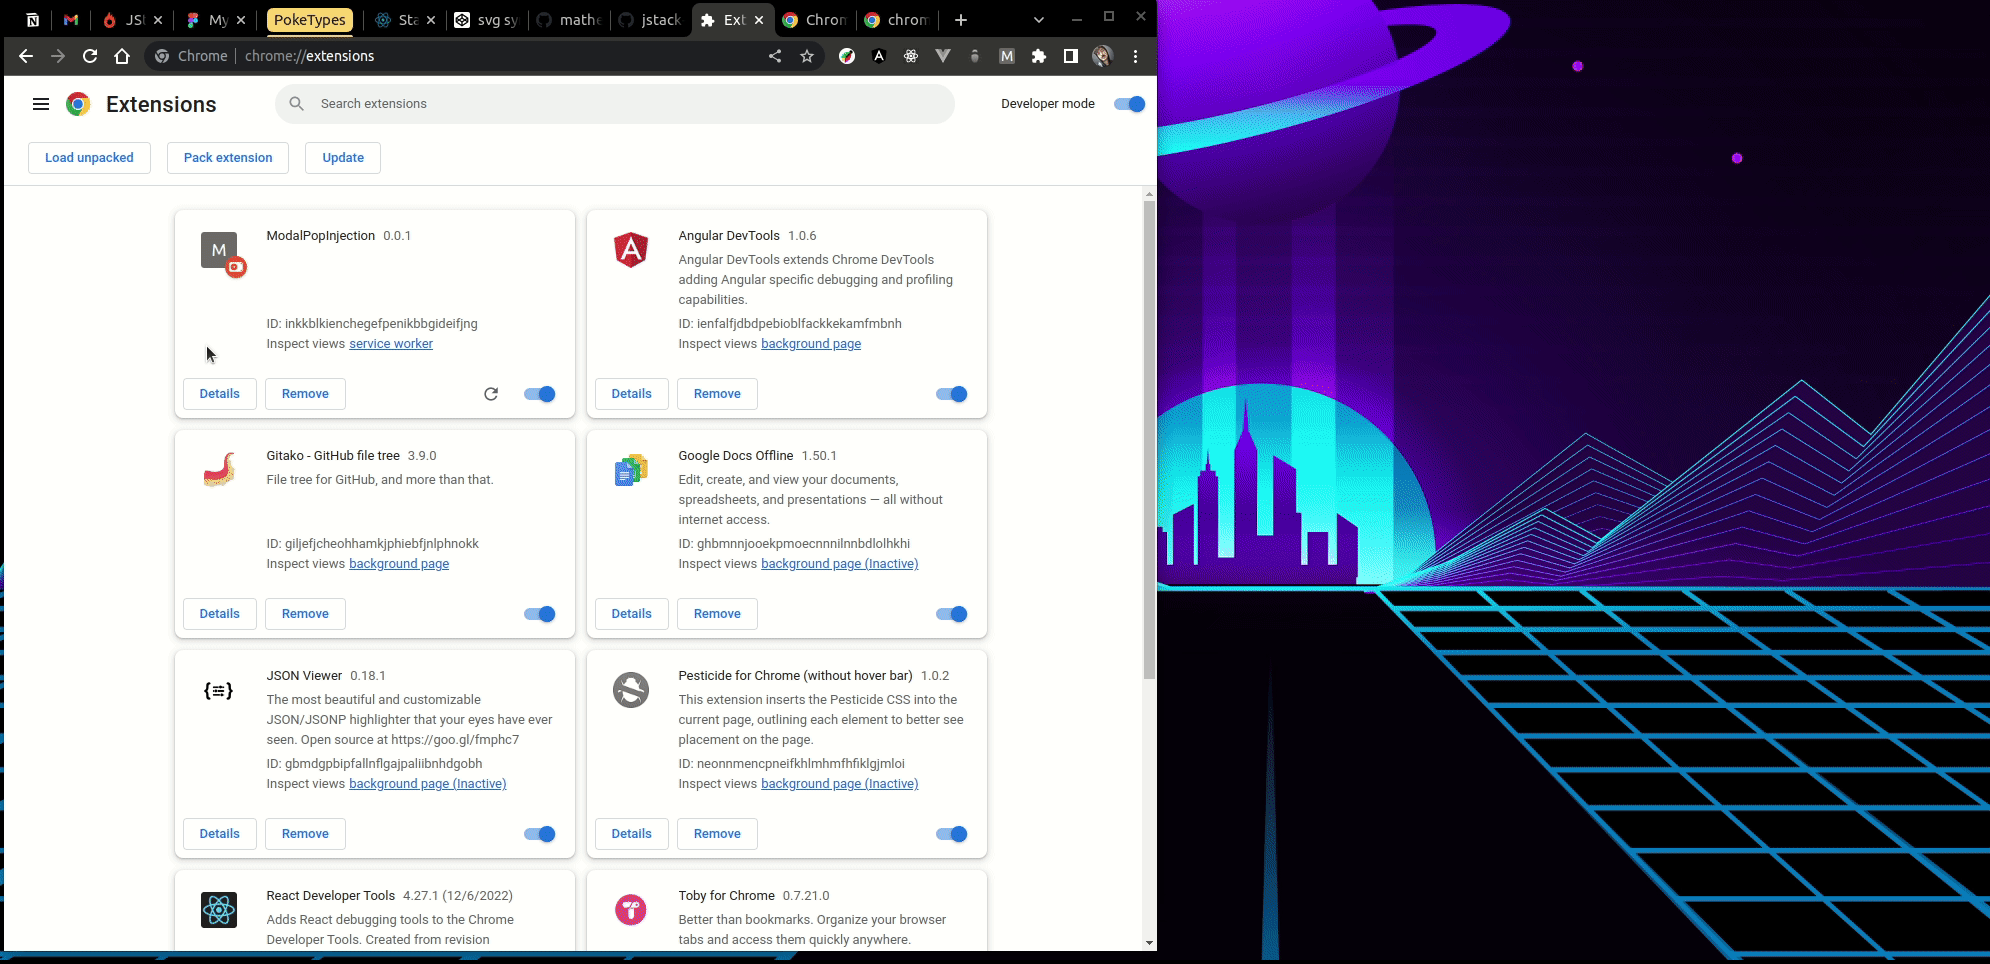 JSt
My
PokeTypes
Sta
svg sy
mathe
jstack
Ext
Chrom
chrom
Chrome
chrome://extensions
M
Extensions
Search extensions
Developer mode
Load unpacked
Pack extension
Update
M
ModalPopInjection 0.0.1
ID: inkkblkienchegefpenikbbgideifjng
Inspect views service worker
Details
Remove
Angular DevTools 1.0.6
Angular DevTools extends Chrome DevTools
adding Angular specific debugging and profiling
capabilities.
ID: ienfalfjdbdpebioblfackkekamfmbnh
Inspect views background page
Details
Remove
Gitako - GitHub file tree 3.9.0
File tree for GitHub, and more than that.
ID: giljefjcheohhamkjphiebfjnlphnokk
Inspect views background page
Details
Remove
Google Docs Offline 1.50.1
Edit, create, and view your documents,
spreadsheets, and presentations — all without
internet access.
ID: ghbmnnjooekpmoecnnnilnnbdlolhkhi
Inspect views background page (Inactive)
Details
Remove
JSON Viewer 0.18.1
The most beautiful and customizable
JSON/JSONP highlighter that your eyes have ever
seen. Open source at https://goo.gl/fmphc7
ID: gbmdgpbipfallnflgajpaliibnhdgobh
Inspect views background page (Inactive)
Details
Remove
Pesticide for Chrome (without hover bar) 1.0.2
This extension inserts the Pesticide CSS into the
current page, outlining each element to better see
placement on the page.
ID: neonnmencpneifkhlmhmfhfiklgjmloi
Inspect views background page (Inactive)
Details
Remove
React Developer Tools 4.27.1 (12/6/2022)
Adds React debugging tools to the Chrome
Developer Tools. Created from revision
Toby for Chrome 0.7.21.0
Better than bookmarks. Organize your browser
tabs and access them quickly anywhere.